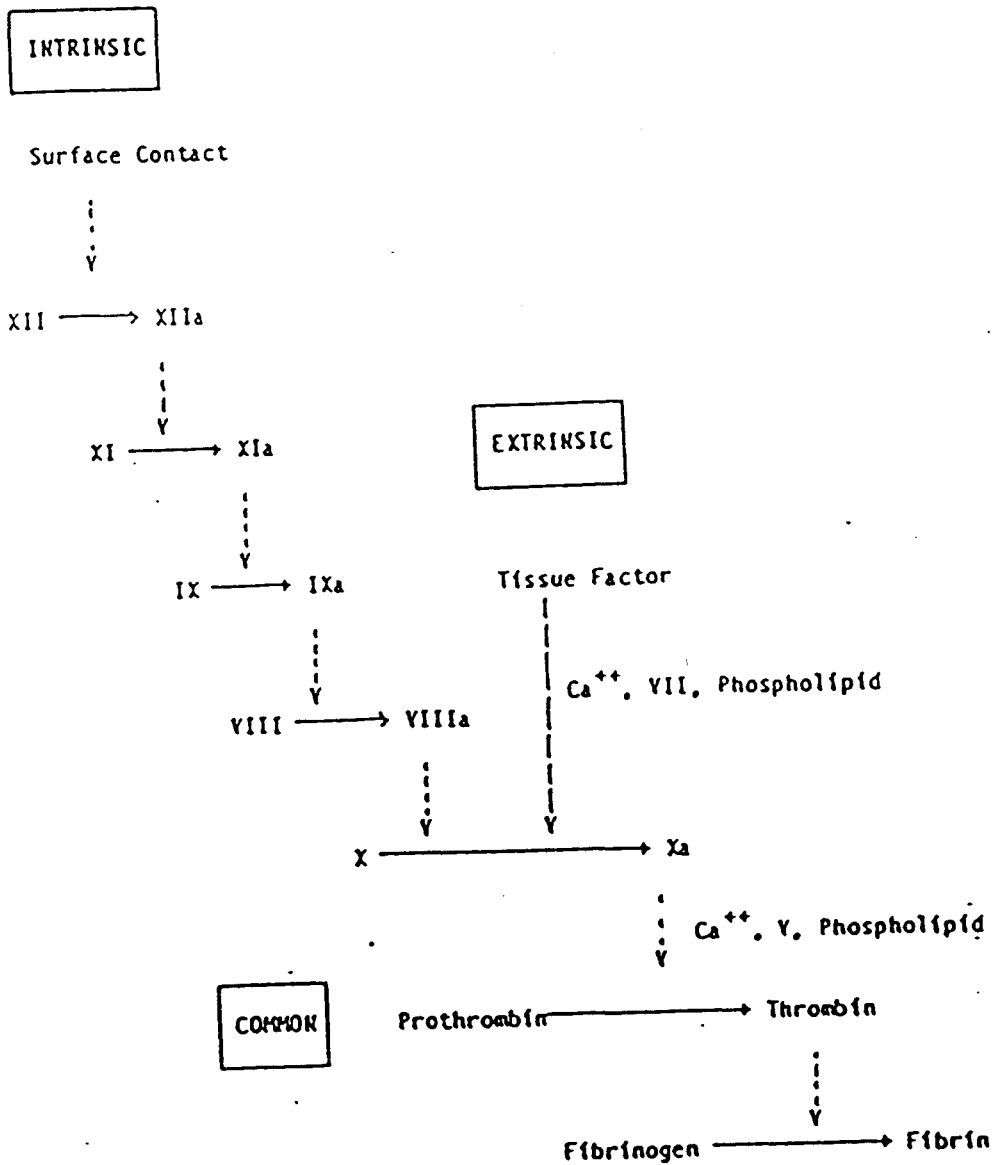 INTRINSIC
Surface Contact
XII XIIa
XI XIa
EXTRINSIC
IX IXa
Tissue Factor
Ca++, VII, Phospholipid
VIII VIIIa
X Xa
Ca++, V, Phospholipid
COMMON
Prothrombin Thrombin
Fibrinogen Fibrin